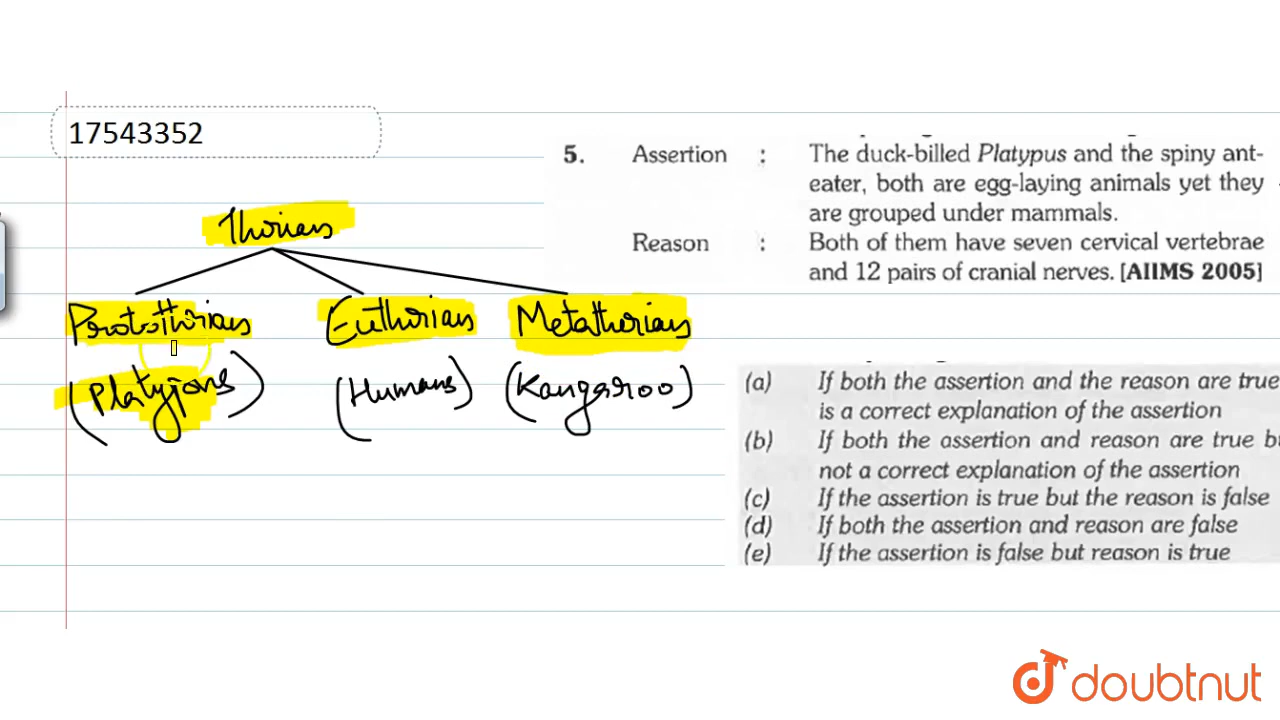 17543352
Thorians
Protothorians Euthorians Metathorians
(Platypons) (Humans) (Kangaroo)
5. Assertion : The duck-billed Platypus and the spiny ant-
eater, both are egg-laying animals yet they
are grouped under mammals.
Reason : Both of them have seven cervical vertebrae
and 12 pairs of cranial nerves. [AIIMS 2005]
(a) If both the assertion and the reason are true
is a correct explanation of the assertion
(b) If both the assertion and reason are true b
not a correct explanation of the assertion
(c) If the assertion is true but the reason is false
(d) If both the assertion and reason are false
(e) If the assertion is false but reason is true
doubtnut